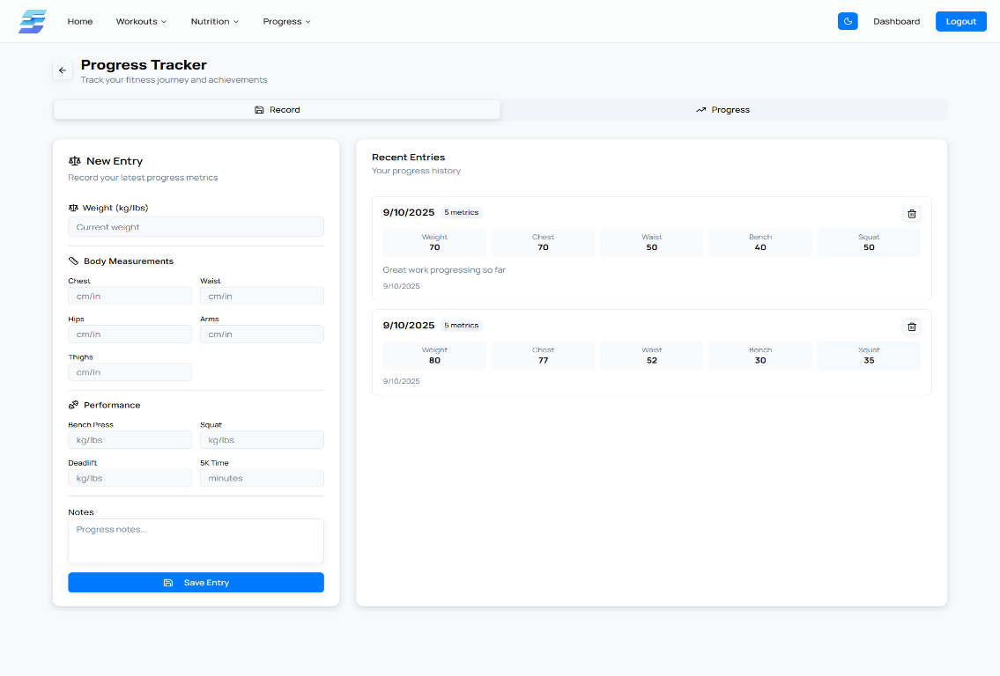 Home Workouts Nutrition Progress Dashboard Logout
Progress Tracker
Track your fitness journey and achievements
Record Progress
New Entry
Record your latest progress metrics
Weight (kg/lbs)
Current weight
Body Measurements
Chest Waist
cm/in cm/in
Hips Arms
cm/in cm/in
Thighs
cm/in
Performance
Bench Press Squat
kg/lbs kg/lbs
Deadlift 5K Time
kg/lbs minutes
Notes
Progress notes...
Save Entry
Recent Entries
Your progress history
9/10/2025 5 metrics
Weight Chest Waist Bench Squat
70 70 50 40 50
Great work progressing so far
9/10/2025
9/10/2025 5 metrics
Weight Chest Waist Bench Squat
80 77 52 30 35
9/10/2025